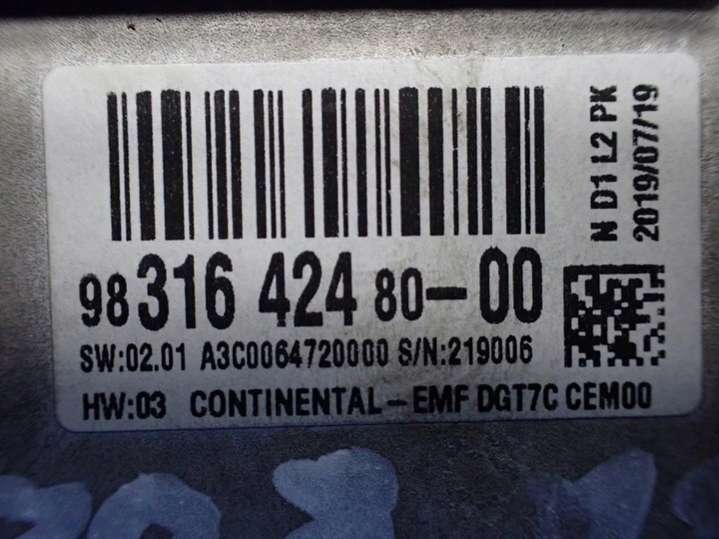 98 316 424 80-00
SW:02.01 A3C0064720000 S/N:219006
HW:03 CONTINENTAL-EMF DGT7C CEM00
N D1 L2 PK
2019/07/19